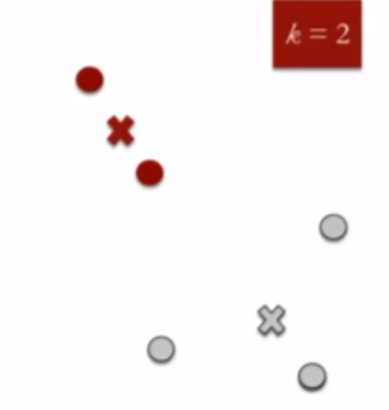 k = 2